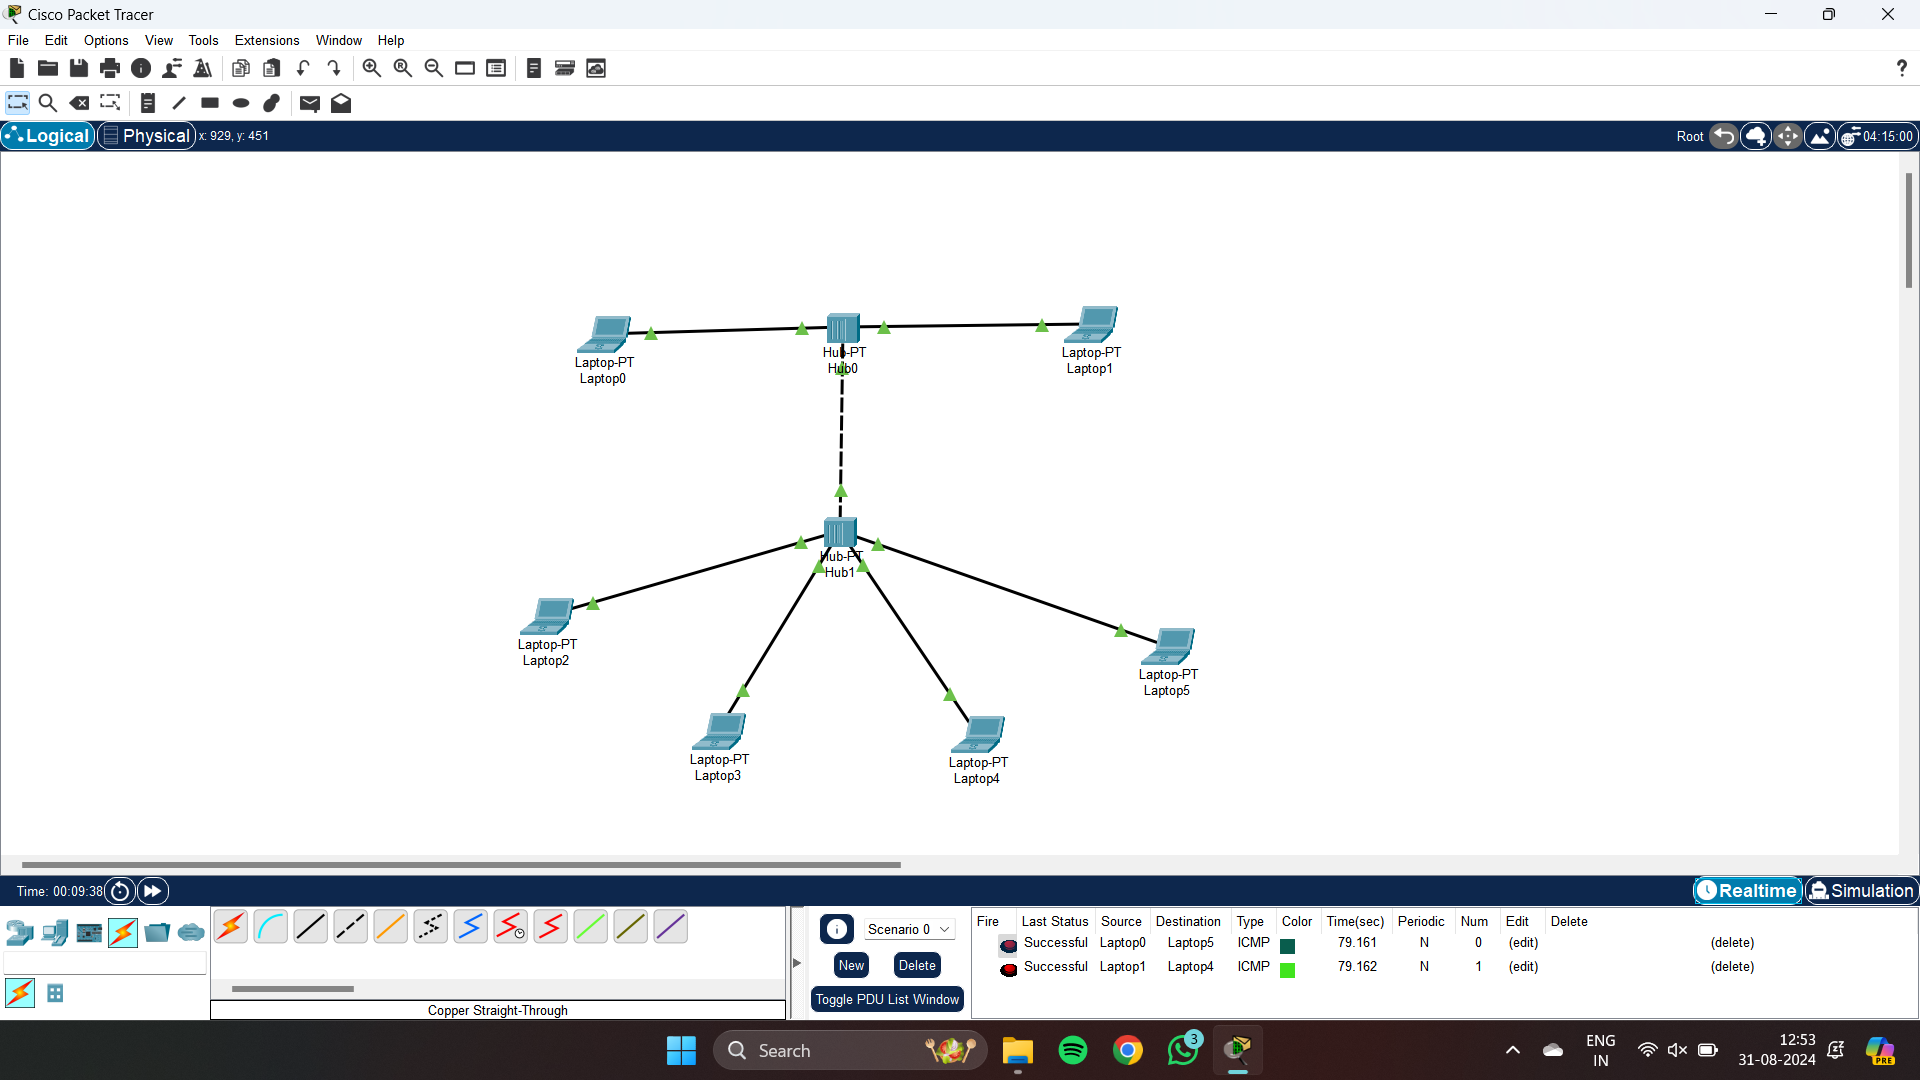 Cisco Packet Tracer
File Edit Options View Tools Extensions Window Help
?
Logical Physical x: 929, y: 451 Root 04:15:00
Laptop-PT
Laptop0
Hub-PT
Hub0
Laptop-PT
Laptop1
Hub-PT
Hub1
Laptop-PT
Laptop2
Laptop-PT
Laptop5
Laptop-PT
Laptop3
Laptop-PT
Laptop4
Time: 00:09:38 Realtime Simulation
Scenario 0
New Delete
Toggle PDU List Window
Copper Straight-Through
Fire Last Status Source Destination Type Color Time(sec) Periodic Num Edit Delete
Successful Laptop0 Laptop5 ICMP 79.161 N 0 (edit) (delete)
Successful Laptop1 Laptop4 ICMP 79.162 N 1 (edit) (delete)
Search
3
ENG
IN
12:53
31-08-2024
PRE